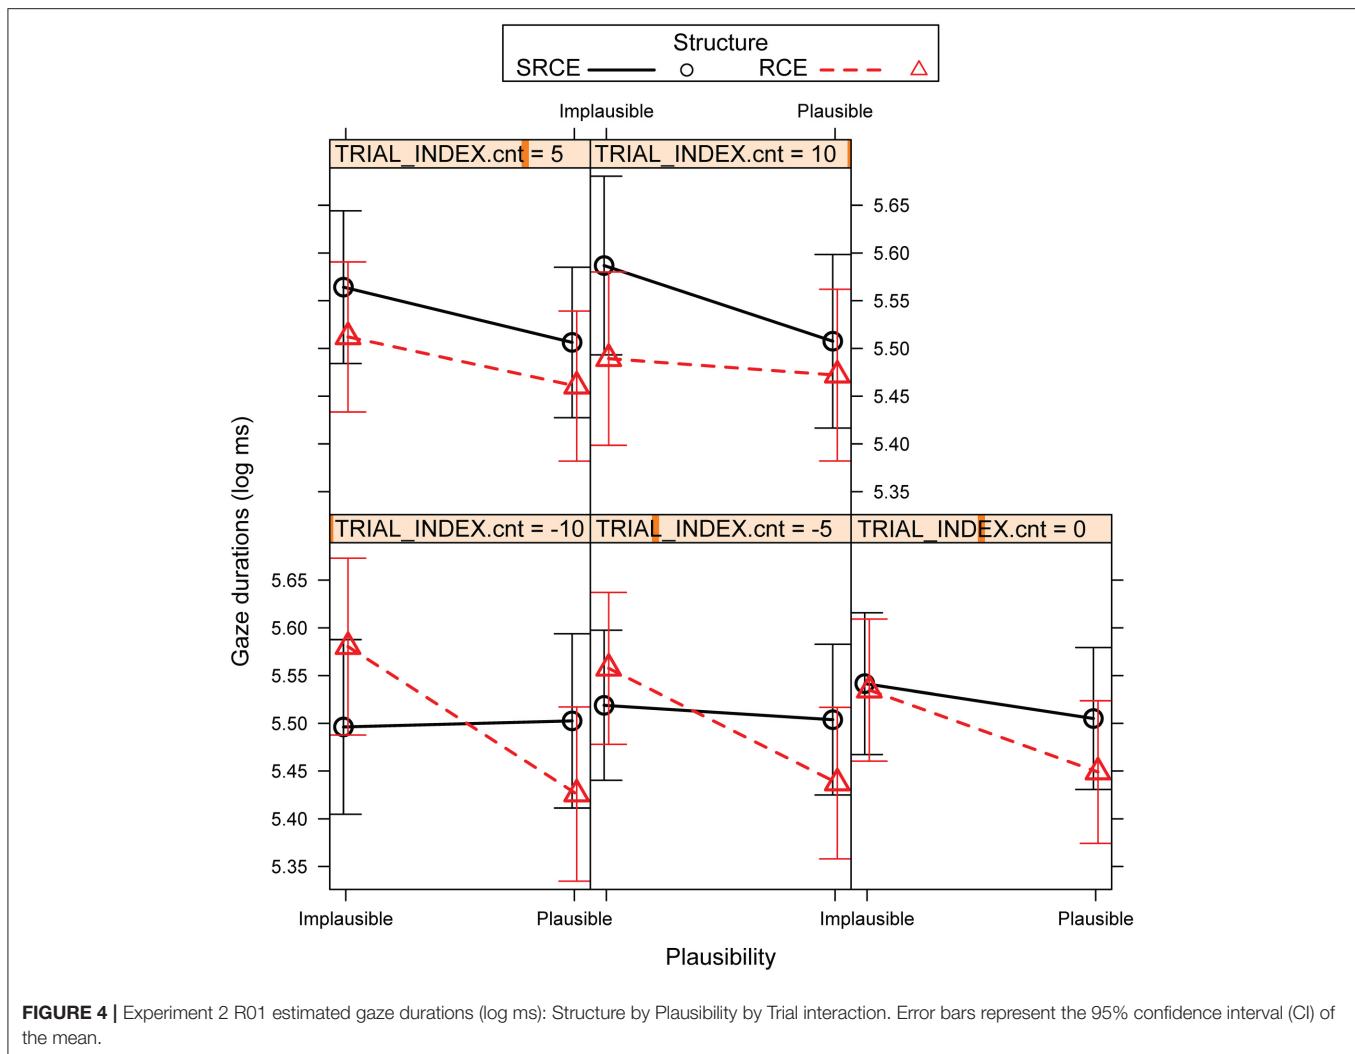 Structure
SRCE RCE
Implausible Plausible
TRIAL_INDEX.cnt = 5 TRIAL_INDEX.cnt = 10
5.65
5.60
5.55
5.50
5.45
5.40
5.35
Gaze durations (log ms)
TRIAL_INDEX.cnt = -10 TRIAL_INDEX.cnt = -5 TRIAL_INDEX.cnt = 0
5.65
5.60
5.55
5.50
5.45
5.40
5.35
Implausible Plausible Implausible Plausible
Plausibility
FIGURE 4 | Experiment 2 R01 estimated gaze durations (log ms): Structure by Plausibility by Trial interaction. Error bars represent the 95% confidence interval (CI) of
the mean.